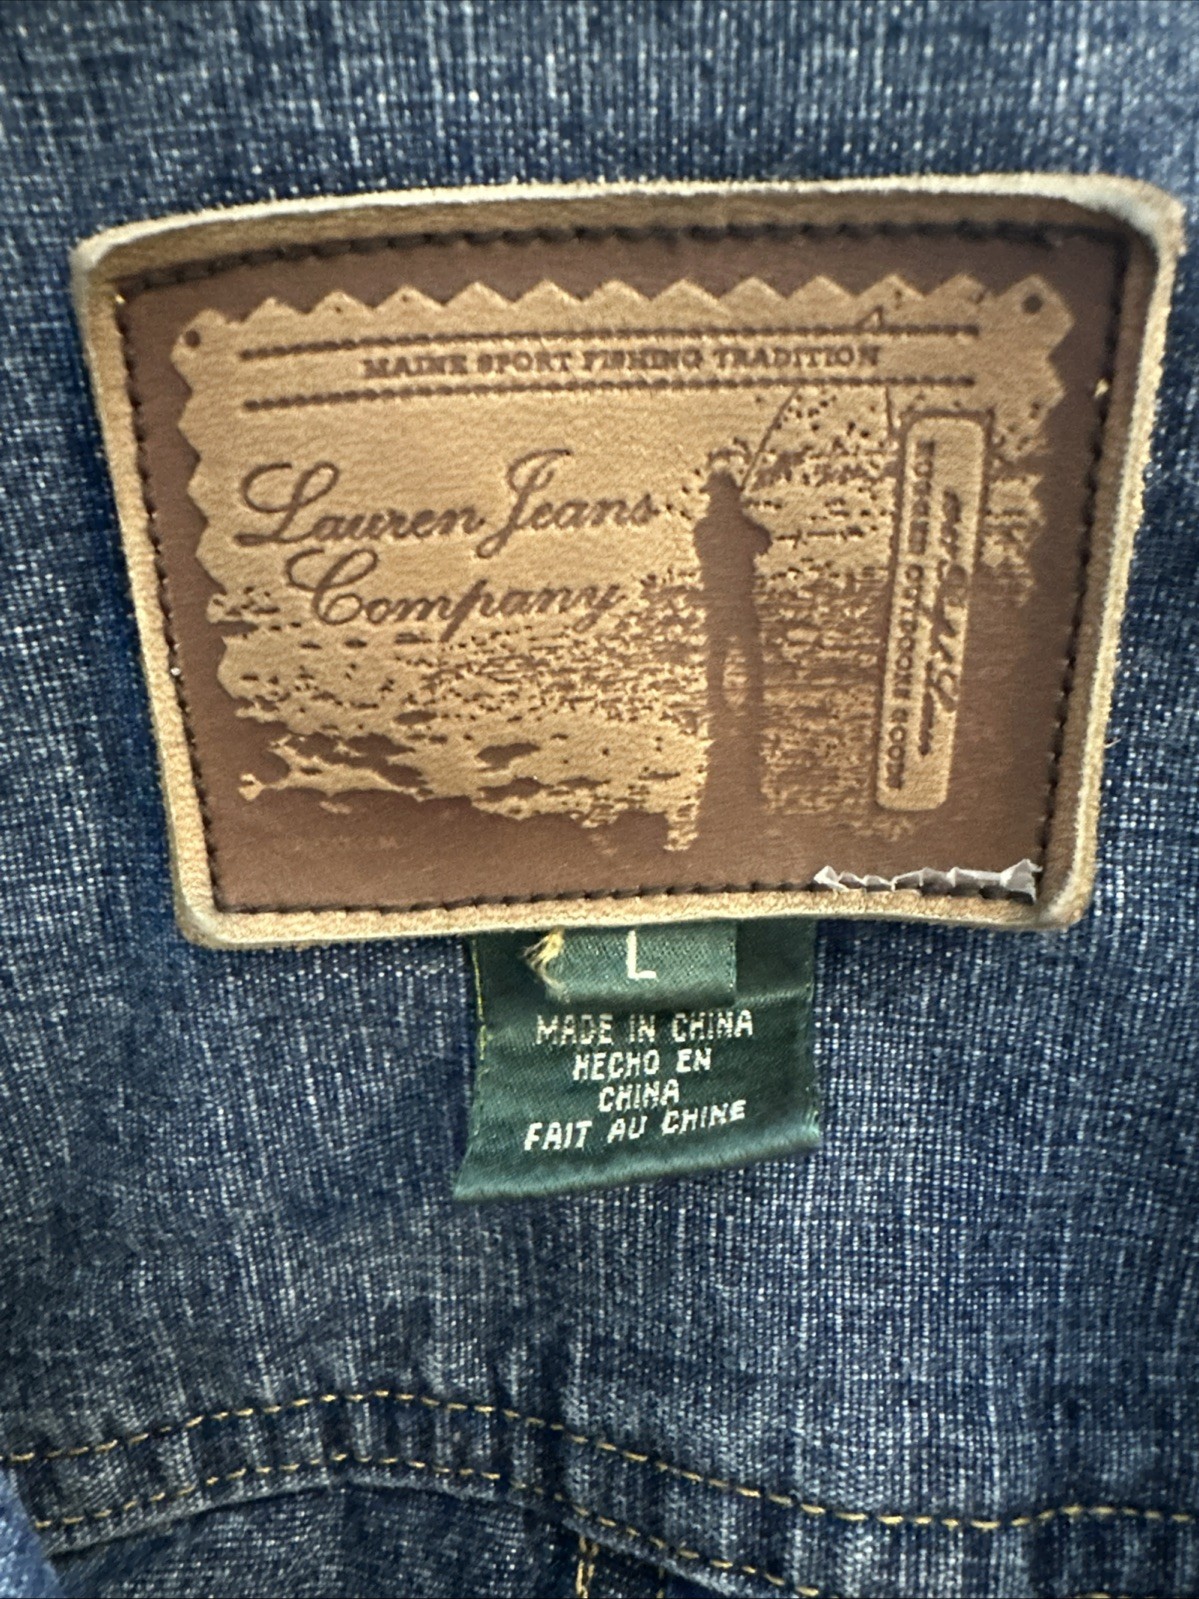 MAINE SPORT FISHING TRADITION
Lauren Jeans
Company
L
MADE IN CHINA
HECHO EN
CHINA
FAIT AU CHINE